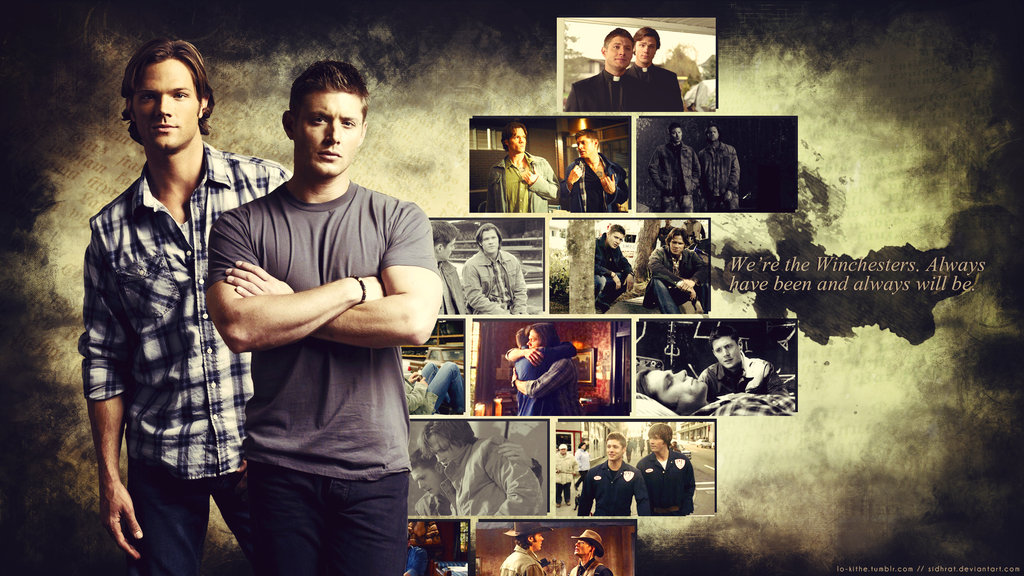 We're the Winchesters. Always
have been and always will be.
lo-kithe.tumblr.com // sidhrat.deviantart.com